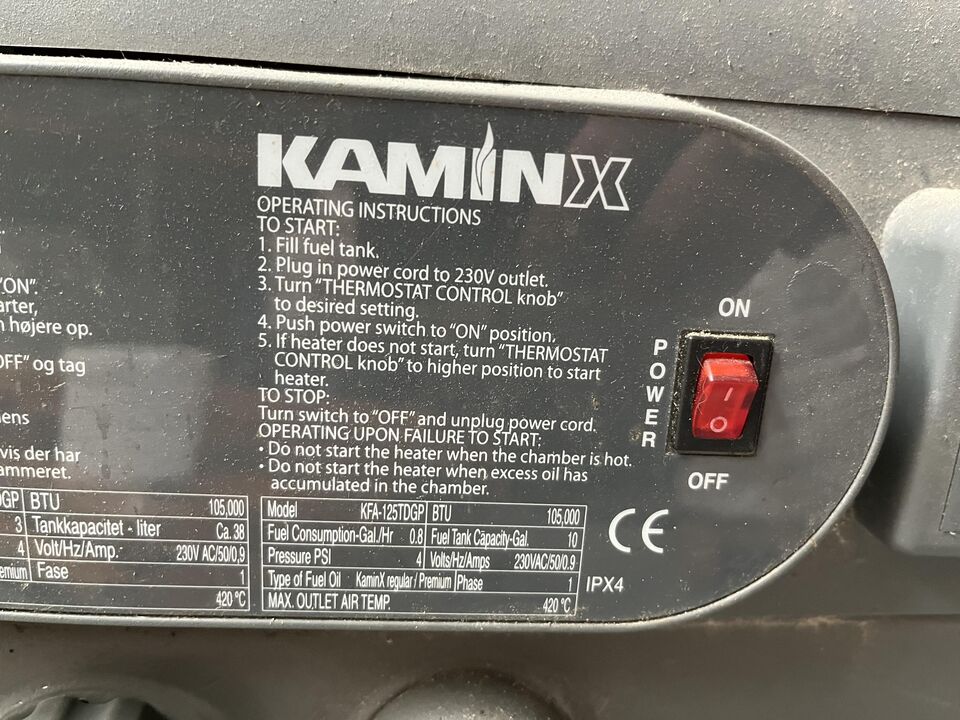 "ON".
arter,
n højere op.
OFF" og tag
nens
vis der har
ammeret.
DGP BTU 105,000
3 Tankkapacitet - liter Ca. 38
4 Volt/Hz/Amp. 230V AC/50/0,9
remium Fase 1
420 °C
KAMINX
OPERATING INSTRUCTIONS
TO START:
1. Fill fuel tank.
2. Plug in power cord to 230V outlet.
3. Turn "THERMOSTAT CONTROL knob"
to desired setting.
4. Push power switch to "ON" position.
5. If heater does not start, turn "THERMOSTAT
CONTROL knob" to higher position to start
heater.
TO STOP:
Turn switch to "OFF" and unplug power cord.
OPERATING UPON FAILURE TO START:
• Do not start the heater when the chamber is hot.
• Do not start the heater when excess oil has
accumulated in the chamber.
Model KFA-125TDGP BTU 105,000
Fuel Consumption-Gal./Hr 0.8 Fuel Tank Capacity-Gal. 10
Pressure PSI 4 Volts/Hz/Amps 230VAC/50/0.9
Type of Fuel Oil KaminX regular / Premium Phase 1
MAX. OUTLET AIR TEMP. 420 °C
CE
IPX4
ON
POWER
I
O
OFF